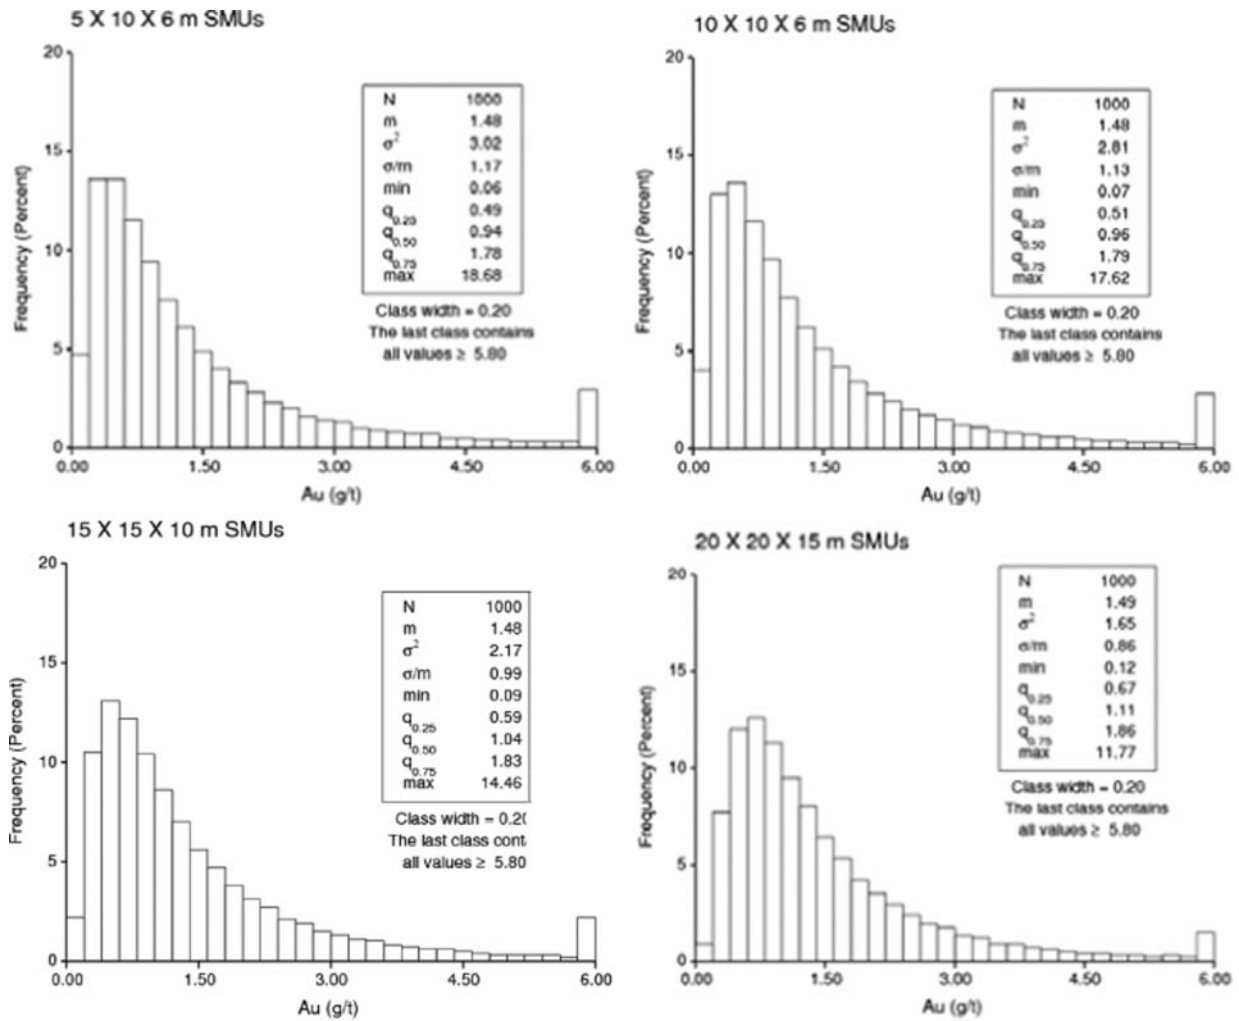 5 X 10 X 6 m SMUs
20
15
10
5
0
Frequency (Percent)
N 1000
m 1.48
σ² 3.02
σ/m 1.17
min 0.06
q0.25 0.49
q0.50 0.94
q0.75 1.78
max 18.68
Class width = 0.20
The last class contains
all values ≥ 5.80
0.00 1.50 3.00 4.50 6.00
Au (g/t)
10 X 10 X 6 m SMUs
20
15
10
5
0
Frequency (Percent)
N 1000
m 1.48
σ² 2.81
σ/m 1.13
min 0.07
q0.25 0.51
q0.50 0.96
q0.75 1.79
max 17.62
Class width = 0.20
The last class contains
all values ≥ 5.80
0.00 1.50 3.00 4.50 6.00
Au (g/t)
15 X 15 X 10 m SMUs
20
15
10
5
0
Frequency (Percent)
N 1000
m 1.48
σ² 2.17
σ/m 0.99
min 0.09
q0.25 0.59
q0.50 1.04
q0.75 1.83
max 14.46
Class width = 0.20
The last class cont
all values ≥ 5.80
0.00 1.50 3.00 4.50 6.00
Au (g/t)
20 X 20 X 15 m SMUs
20
15
10
5
0
Frequency (Percent)
N 1000
m 1.49
σ² 1.65
σ/m 0.86
min 0.12
q0.25 0.67
q0.50 1.11
q0.75 1.86
max 11.77
Class width = 0.20
The last class contains
all values ≥ 5.80
0.00 1.50 3.00 4.50 6.00
Au (g/t)